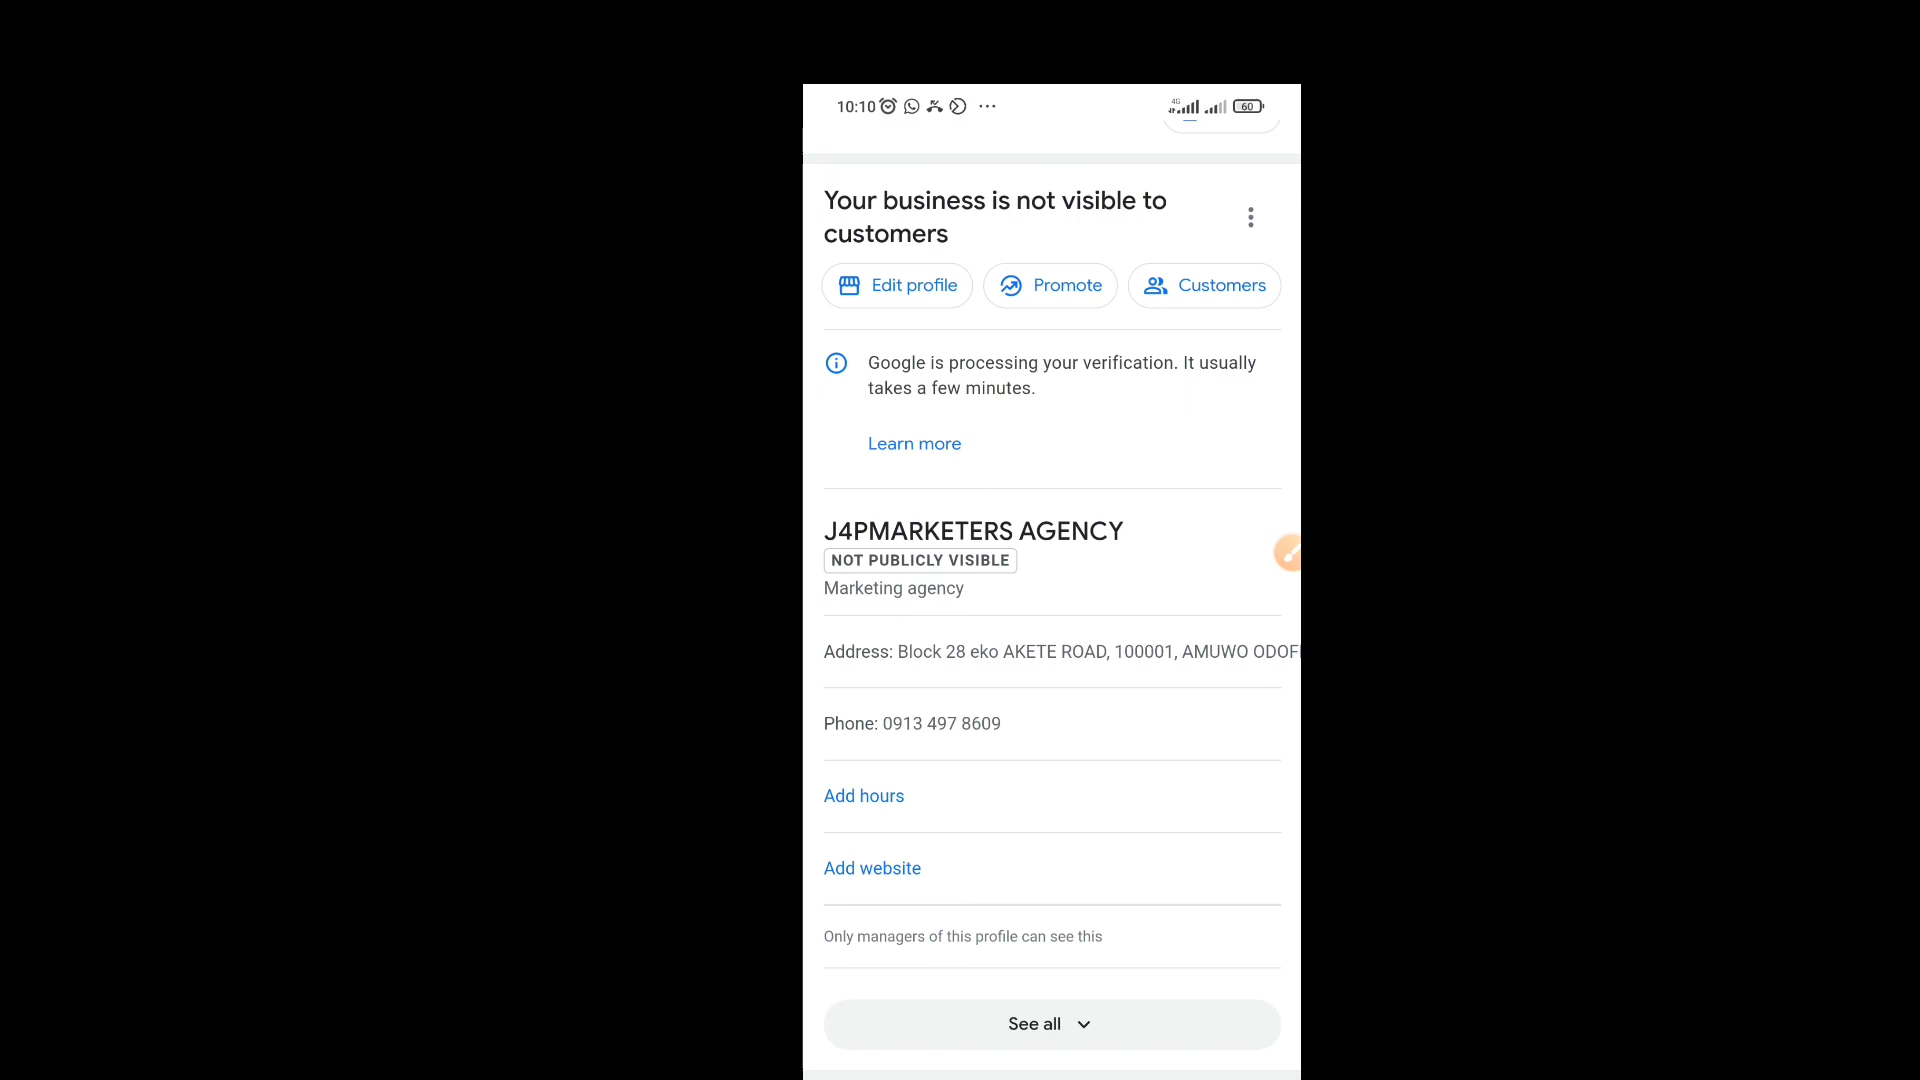 10:10
4G
60
Your business is not visible to
customers
Edit profile
Promote
Customers
Google is processing your verification. It usually
takes a few minutes.
Learn more
J4PMARKETERS AGENCY
NOT PUBLICLY VISIBLE
Marketing agency
Address: Block 28 eko AKETE ROAD, 100001, AMUWO ODOF
Phone: 0913 497 8609
Add hours
Add website
Only managers of this profile can see this
See all